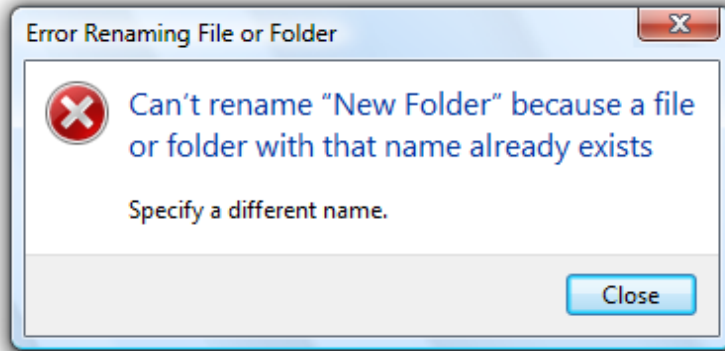 Error Renaming File or Folder
Can't rename “New Folder” because a file
or folder with that name already exists
Specify a different name.
Close